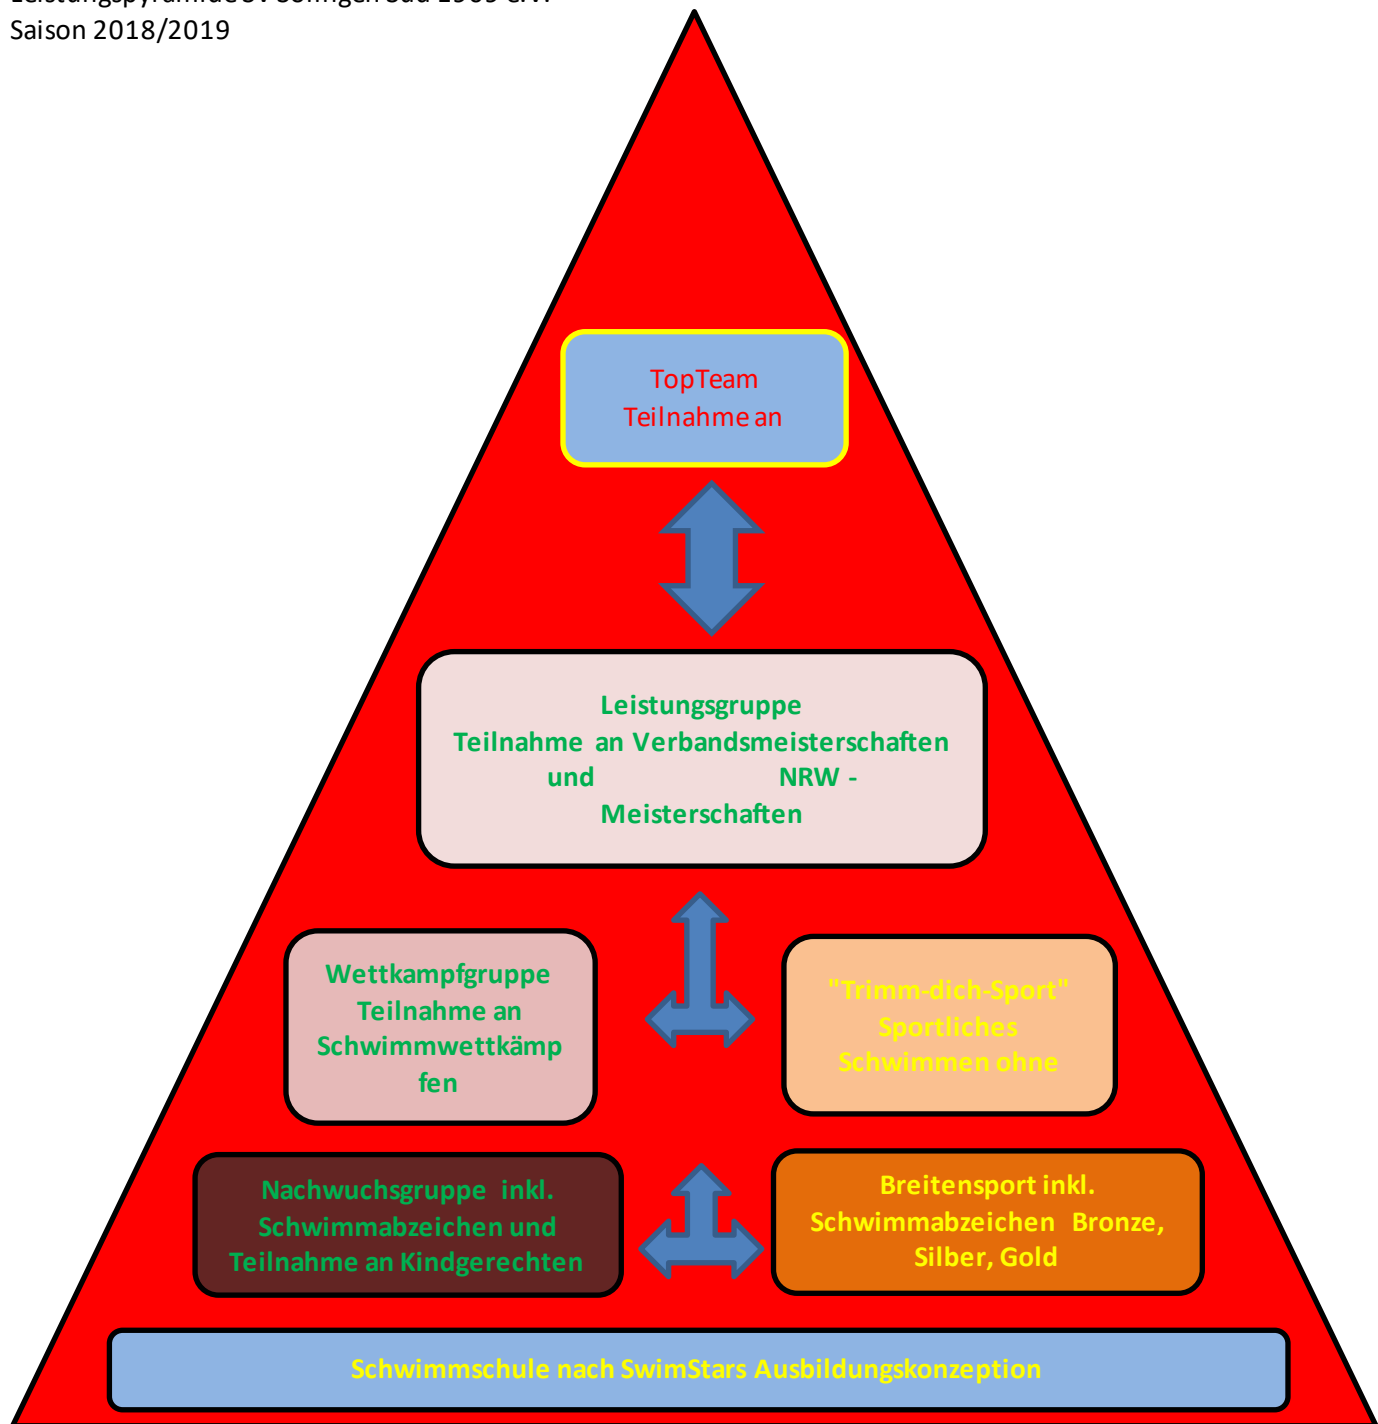 Saison 2018/2019
TopTeam
Teilnahme an
Leistungsgruppe
Teilnahme an Verbandsmeisterschaften
und NRW -
Meisterschaften
Wettkampfgruppe
Teilnahme an
Schwimmwettkämp
fen
"Trimm-dich-Sport"
Sportliches
Schwimmen ohne
Nachwuchsgruppe inkl.
Schwimmabzeichen und
Teilnahme an Kindgerechten
Breitensport inkl.
Schwimmabzeichen Bronze,
Silber, Gold
Schwimmschule nach SwimStars Ausbildungskonzeption